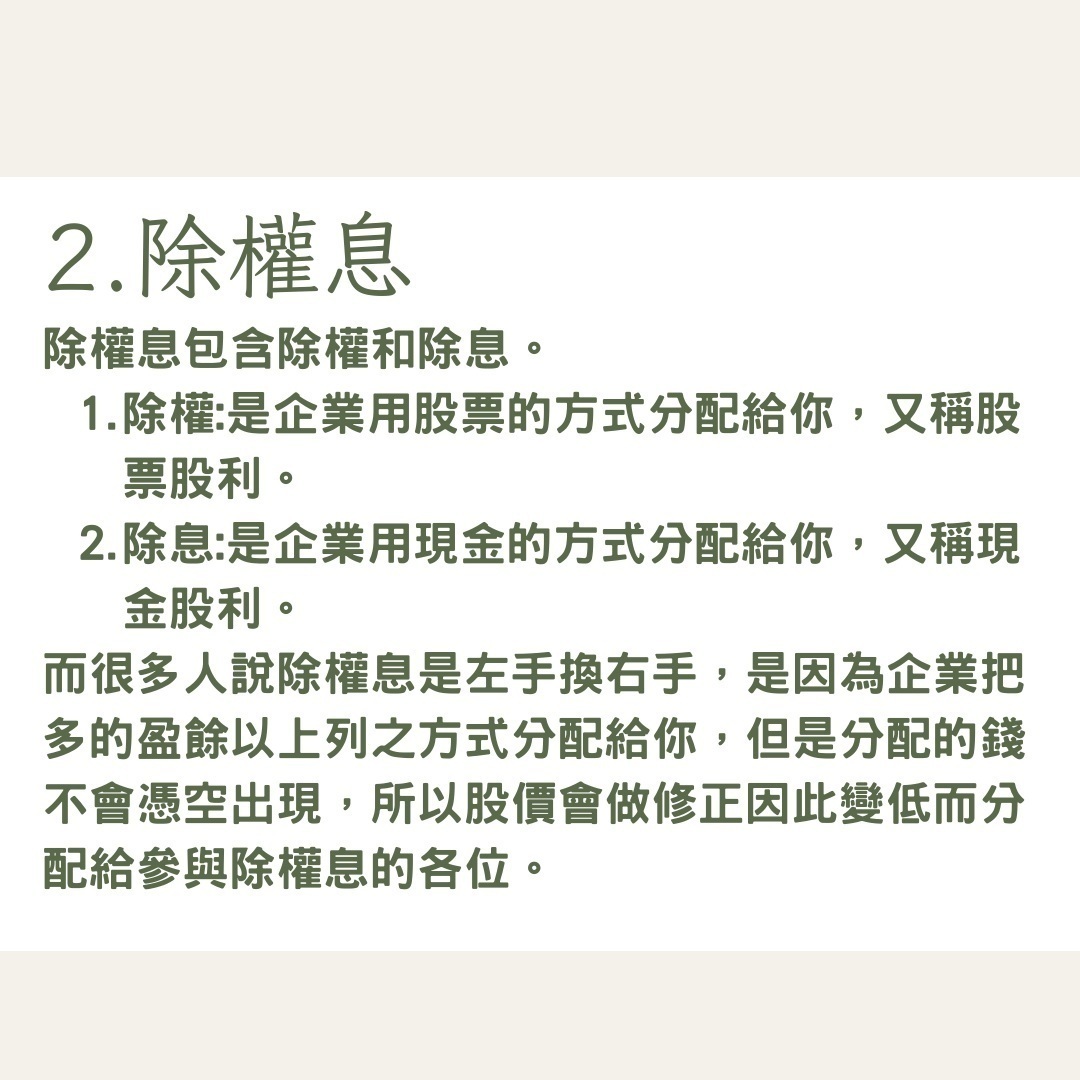 2.除權息
除權息包含除權和除息。
1.除權:是企業用股票的方式分配給你，又稱股
票股利。
2.除息:是企業用現金的方式分配給你，又稱現
金股利。
而很多人說除權息是左手換右手，是因為企業把
多的盈餘以上列之方式分配給你，但是分配的錢
不會憑空出現，所以股價會做修正因此變低而分
配給參與除權息的各位。